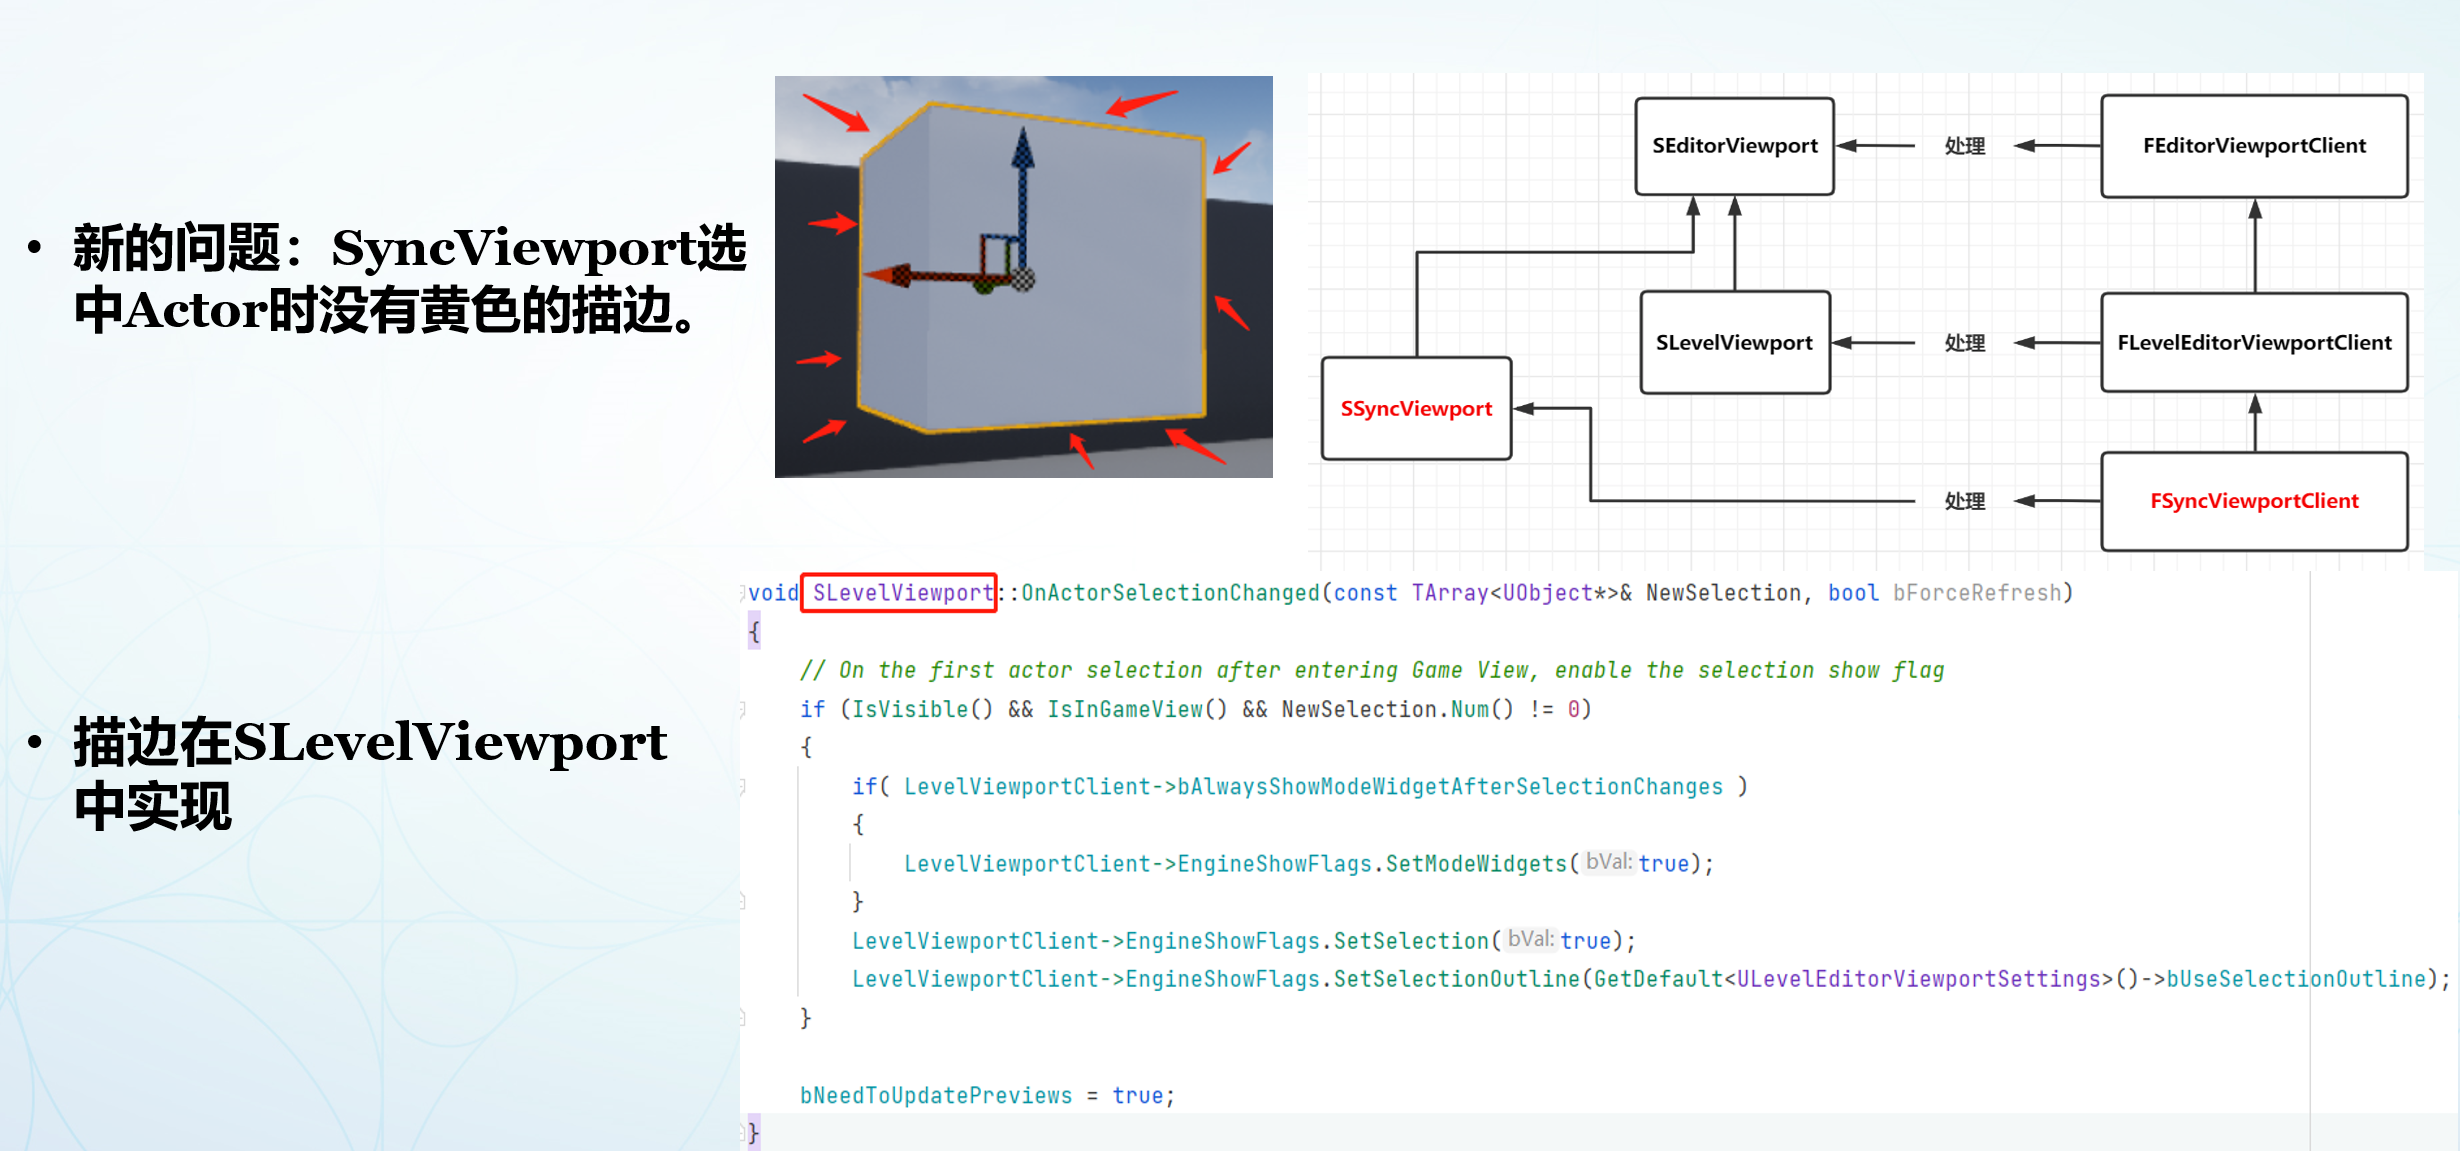 • 新的问题：SyncViewport选
中Actor时没有黄色的描边。
SEditorViewport
处理
FEditorViewportClient
SLevelViewport
处理
FLevelEditorViewportClient
SSyncViewport
处理
FSyncViewportClient
• 描边在SLevelViewport
中实现
void SLevelViewport::OnActorSelectionChanged(const TArray<UObject*>& NewSelection, bool bForceRefresh)
{
// On the first actor selection after entering Game View, enable the selection show flag
if (IsVisible() && IsInGameView() && NewSelection.Num() != 0)
{
if( LevelViewportClient->bAlwaysShowModeWidgetAfterSelectionChanges )
{
LevelViewportClient->EngineShowFlags.SetModeWidgets(bVal:true);
}
LevelViewportClient->EngineShowFlags.SetSelection(bVal:true);
LevelViewportClient->EngineShowFlags.SetSelectionOutline(GetDefault<ULevelEditorViewportSettings>()->bUseSelectionOutline);
}
bNeedToUpdatePreviews = true;
}